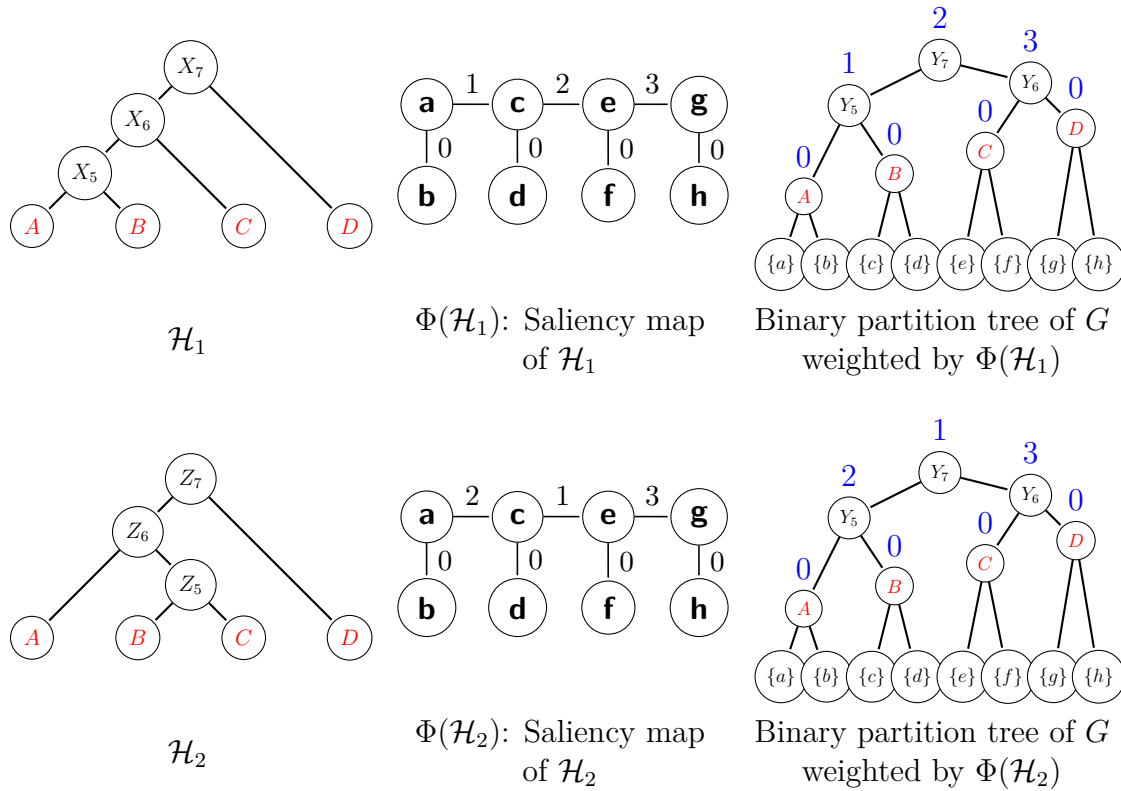 2
3
1
X₇
Y₇
Y₆
1
2
3
0
a
c
e
g
Y₅
0
X₆
D
0
C
0
0
0
0
0
X₅
B
A
b
d
f
h
A
B
C
D
{a} {b} {c} {d} {e} {f} {g} {h}
Φ(ℋ₁): Saliency map
of ℋ₁
Binary partition tree of G
weighted by Φ(ℋ₁)
ℋ₁
1
3
2
Z₇
Y₇
Y₆
2
1
3
0
a
c
e
g
Y₅
0
Z₆
D
0
C
0
0
0
0
0
Z₅
B
A
b
d
f
h
A
B
C
D
{a} {b} {c} {d} {e} {f} {g} {h}
Φ(ℋ₂): Saliency map
of ℋ₂
Binary partition tree of G
weighted by Φ(ℋ₂)
ℋ₂